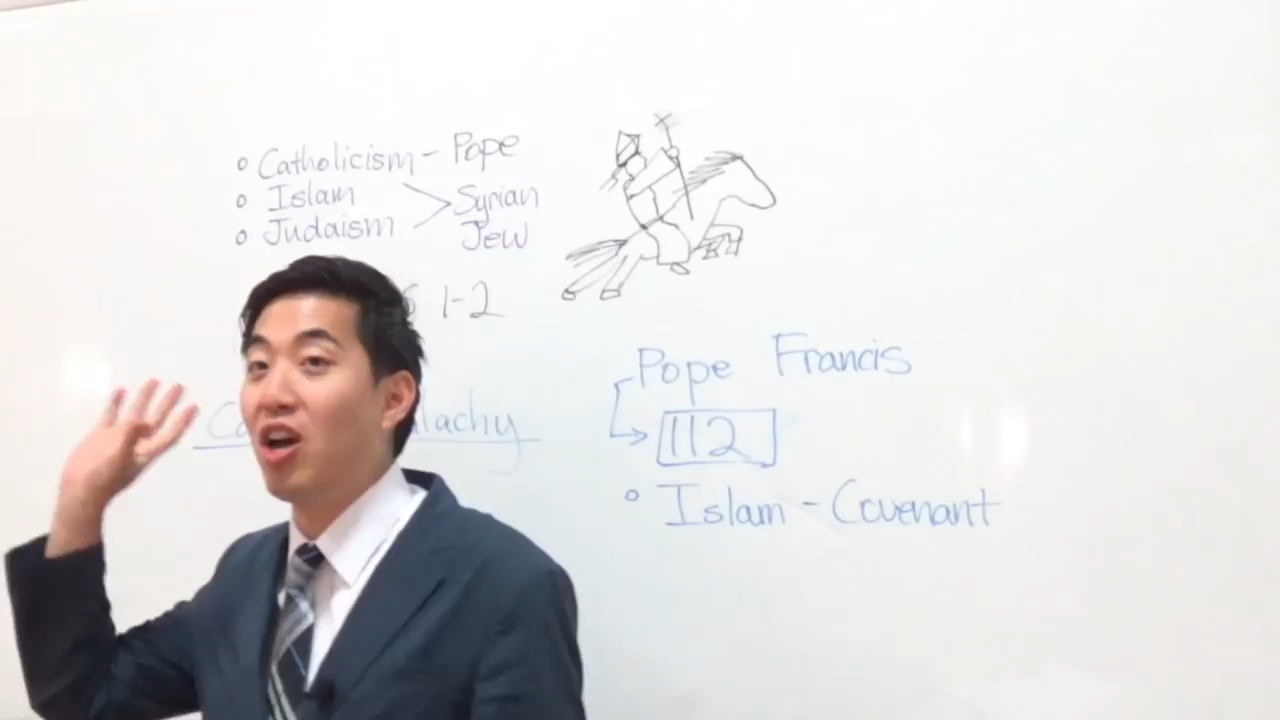 Catholicism - Pope
Islam > Syrian
Judaism Jew
1-2
Pope Francis
112
Islam - Covenant